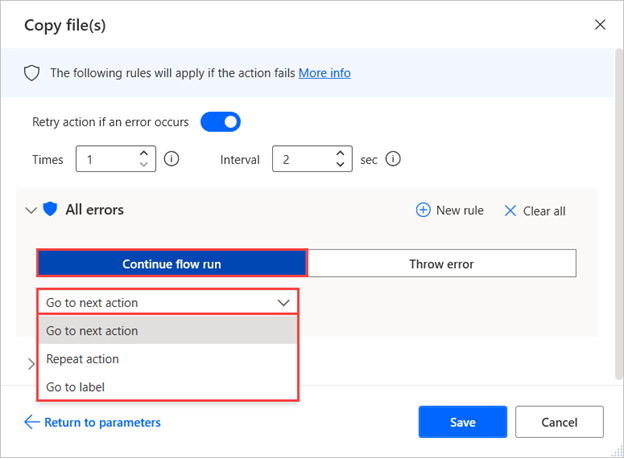 Copy file(s)
The following rules will apply if the action fails More info
Retry action if an error occurs
Times 1 Interval 2 sec
All errors New rule Clear all
Continue flow run Throw error
Go to next action
Go to next action
Repeat action
Go to label
Return to parameters Save Cancel